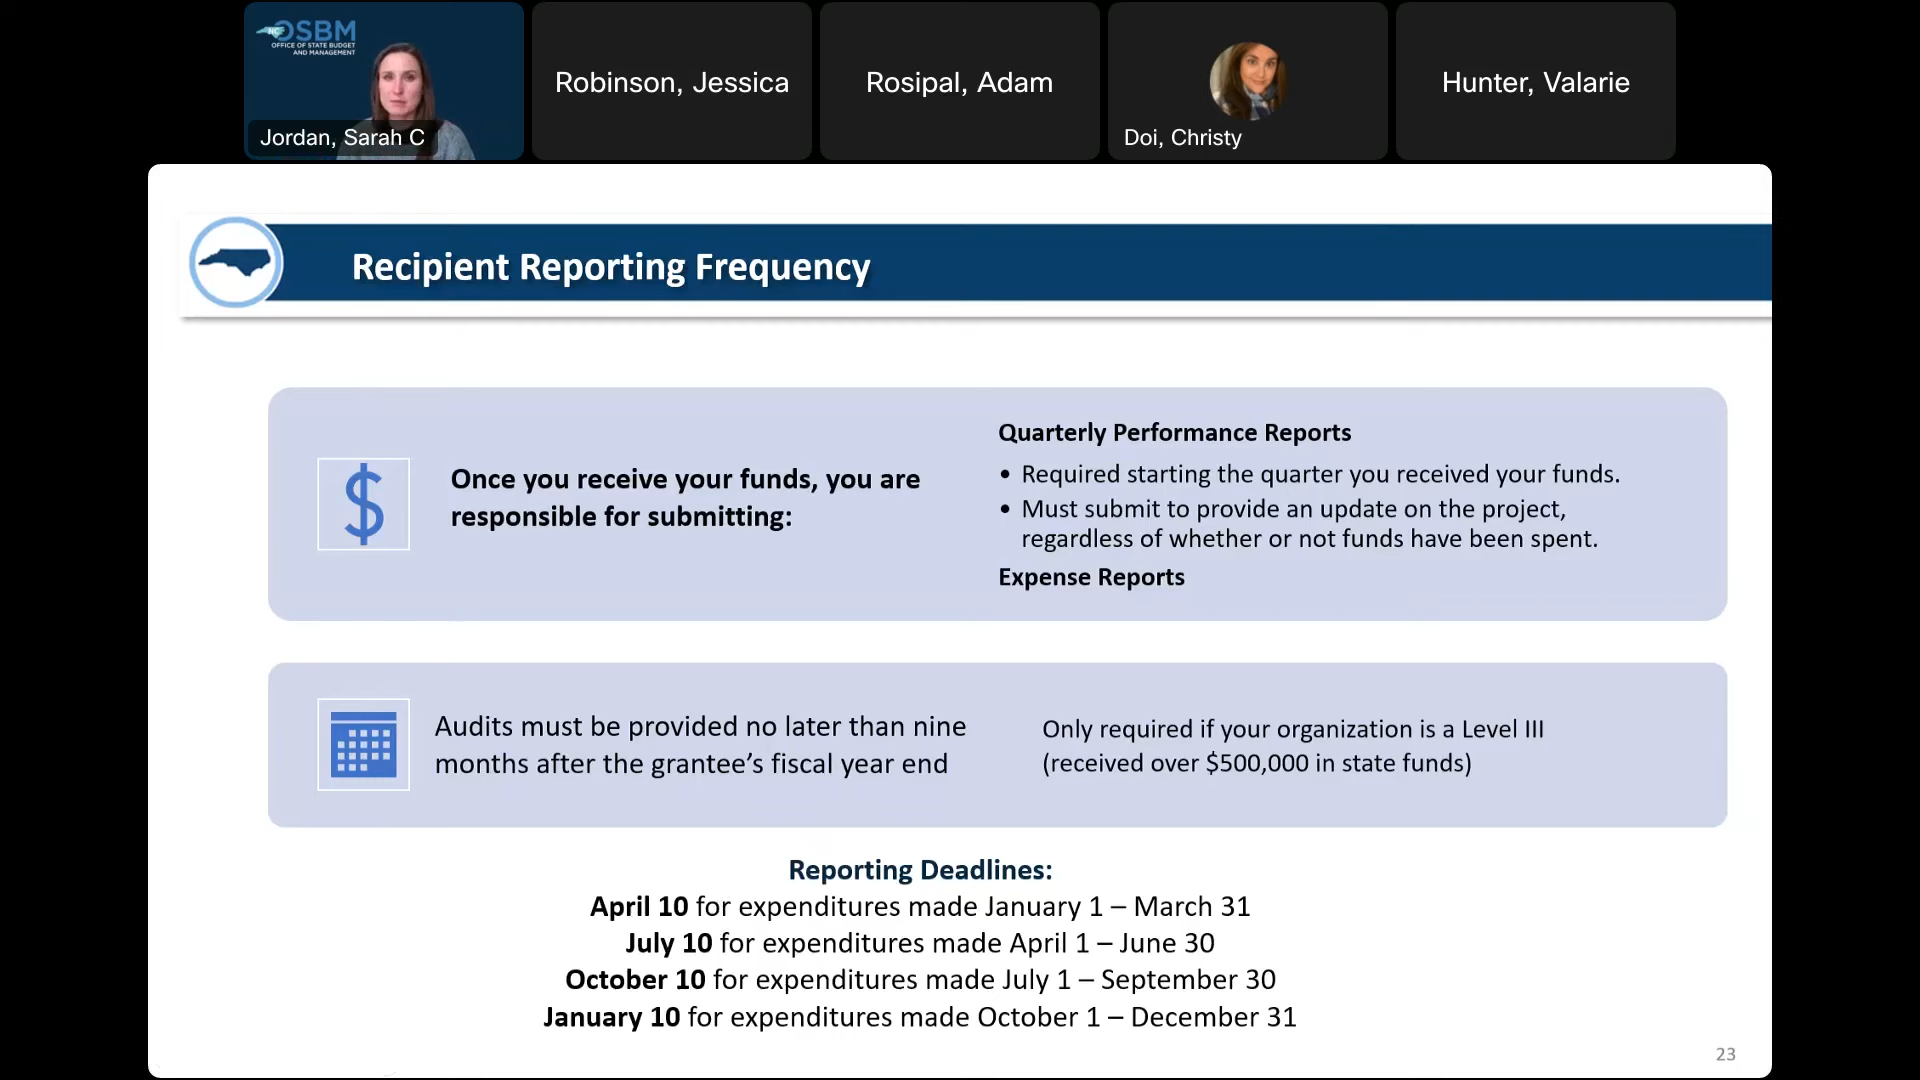 NC OSBM
OFFICE OF STATE BUDGET
AND MANAGEMENT
Jordan, Sarah C
Robinson, Jessica
Rosipal, Adam
Doi, Christy
Hunter, Valarie
Recipient Reporting Frequency
Once you receive your funds, you are
responsible for submitting:
Quarterly Performance Reports
• Required starting the quarter you received your funds.
• Must submit to provide an update on the project,
regardless of whether or not funds have been spent.
Expense Reports
Audits must be provided no later than nine
months after the grantee’s fiscal year end
Only required if your organization is a Level III
(received over $500,000 in state funds)
Reporting Deadlines:
April 10 for expenditures made January 1 – March 31
July 10 for expenditures made April 1 – June 30
October 10 for expenditures made July 1 – September 30
January 10 for expenditures made October 1 – December 31
23